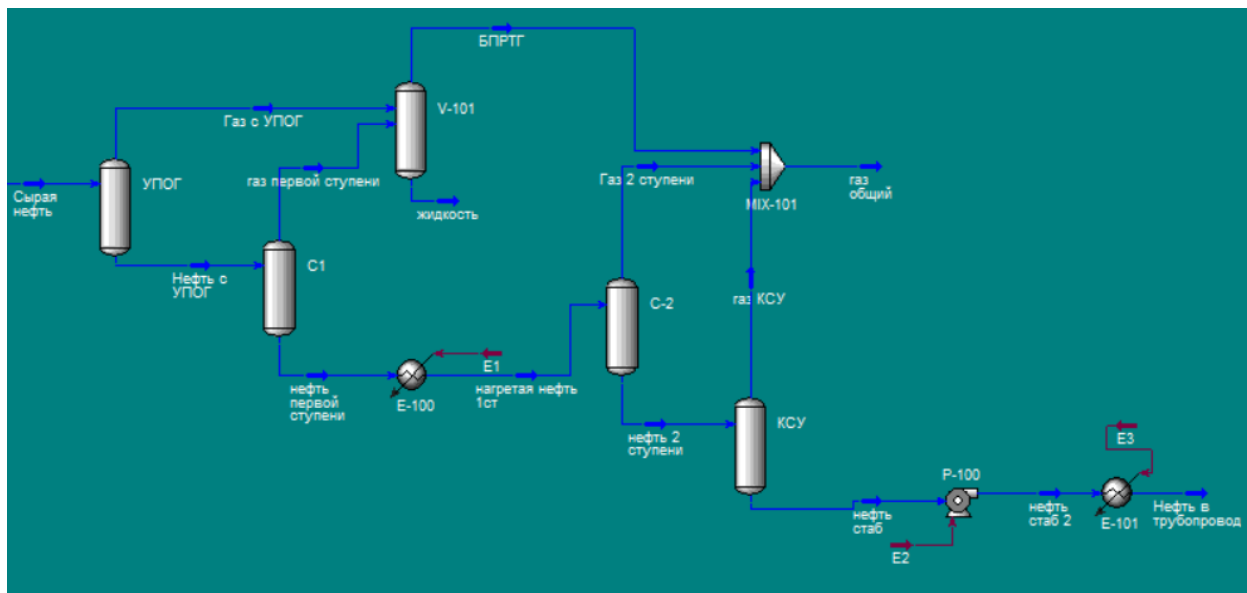 БПРТГ
V-101
Газ с УПОГ
УПОГ
Сырая
нефть
газ первой ступени
жидкость
Газ 2 ступени
MIX-101
газ
общий
Нефть с
УПОГ
C1
C-2
газ КСУ
E1
нефть
первой
ступени
E-100
нагретая нефть
1ст
нефть 2
ступени
КСУ
E3
P-100
нефть
стаб
нефть
стаб 2
E-101
Нефть в
трубопровод
E2